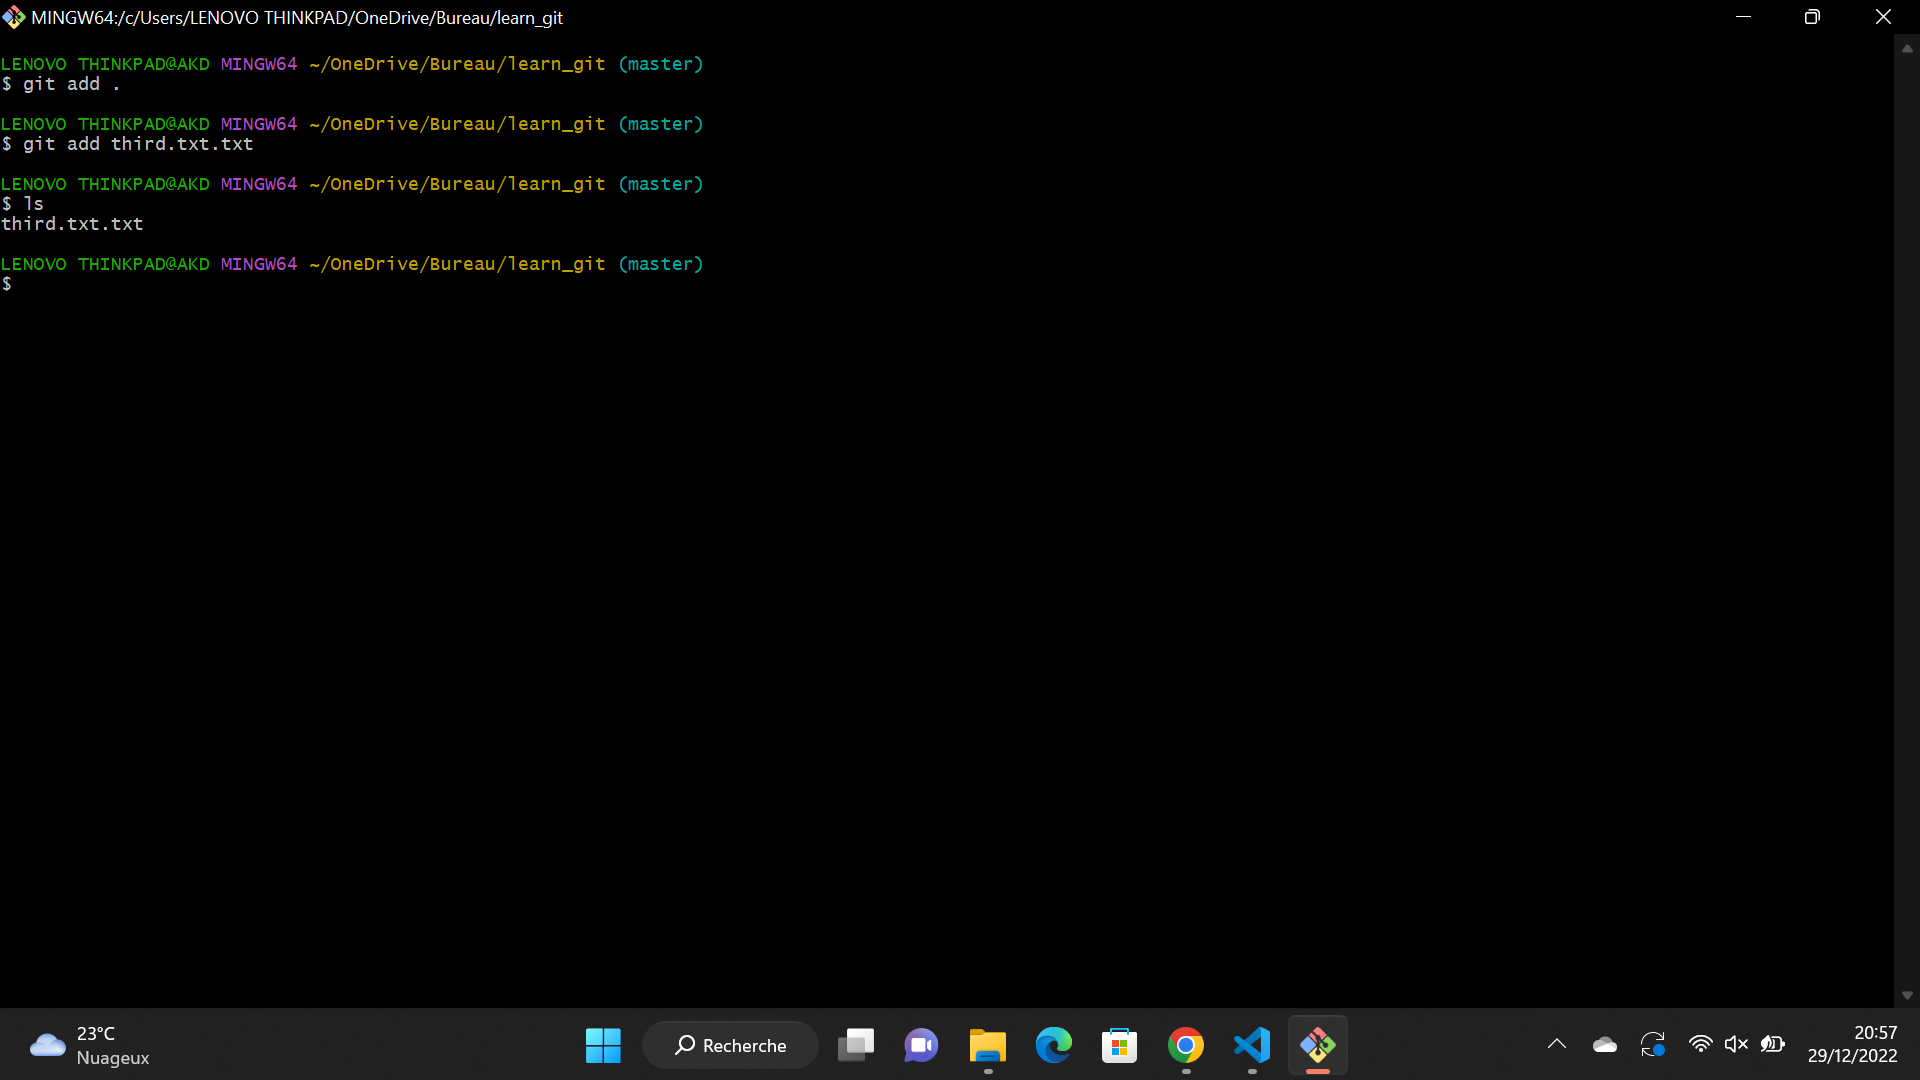 MINGW64:/c/Users/LENOVO THINKPAD/OneDrive/Bureau/learn_git
LENOVO THINKPAD@AKD MINGW64 ~/OneDrive/Bureau/learn_git (master)
$ git add .
LENOVO THINKPAD@AKD MINGW64 ~/OneDrive/Bureau/learn_git (master)
$ git add third.txt.txt
LENOVO THINKPAD@AKD MINGW64 ~/OneDrive/Bureau/learn_git (master)
$ ls
third.txt.txt
LENOVO THINKPAD@AKD MINGW64 ~/OneDrive/Bureau/learn_git (master)
$
23°C
Nuageux
Recherche
20:57
29/12/2022